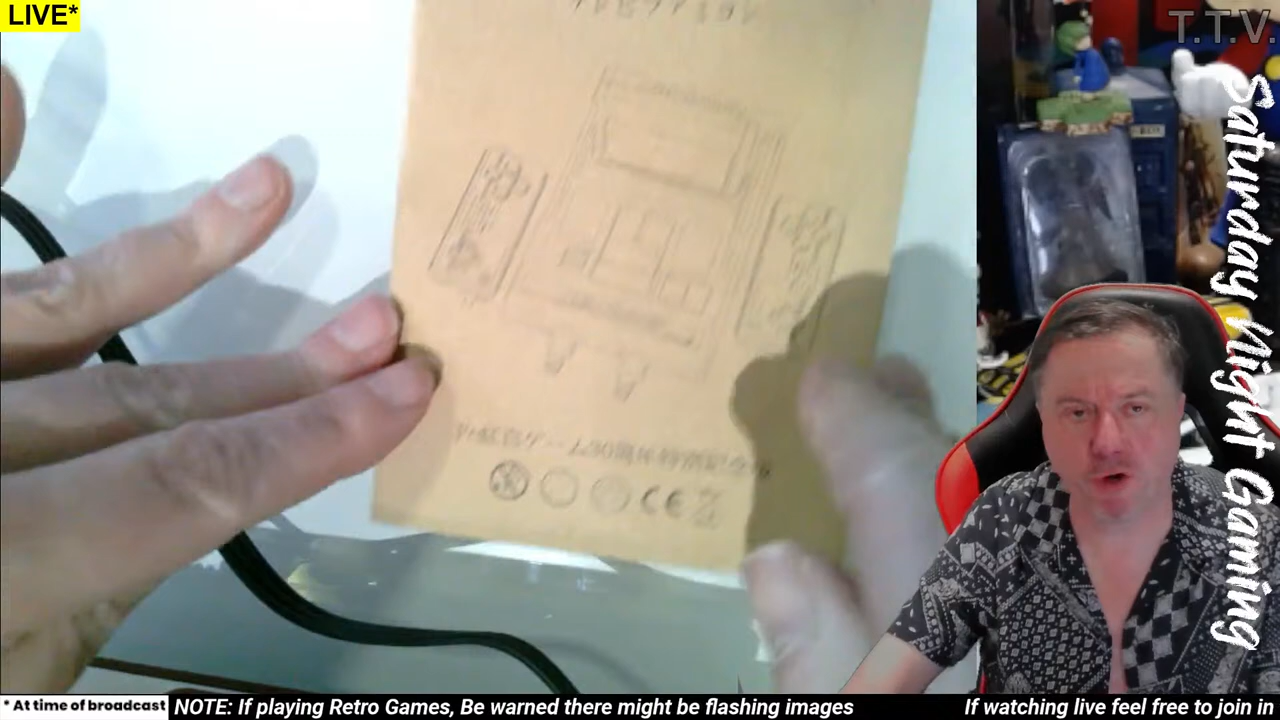 LIVE*
T.T.V.
Saturday Night Gaming
CE
* At time of broadcast
NOTE: If playing Retro Games, Be warned there might be flashing images
If watching live feel free to join in